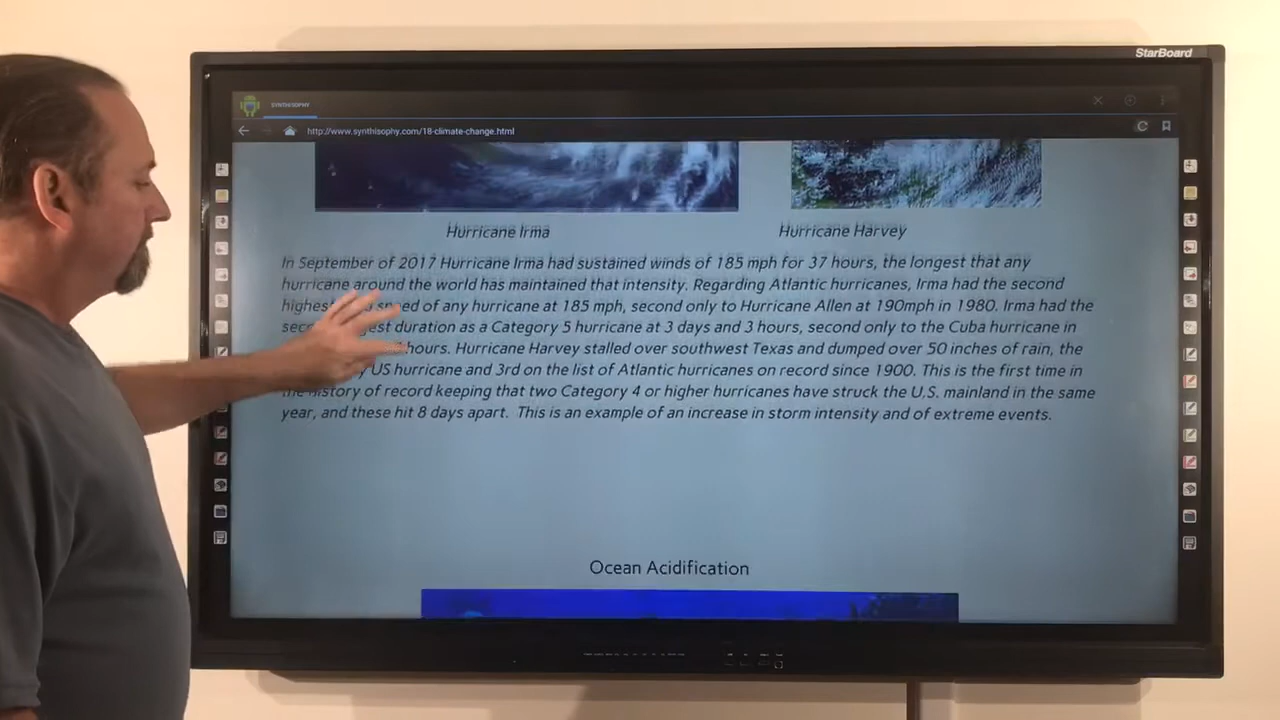 StarBoard
SYNTHISOPHY
http://www.synthisophy.com/18-climate-change.html
Hurricane Irma
Hurricane Harvey
In September of 2017 Hurricane Irma had sustained winds of 185 mph for 37 hours, the longest that any
hurricane around the world has maintained that intensity. Regarding Atlantic hurricanes, Irma had the second
highest speed of any hurricane at 185 mph, second only to Hurricane Allen at 190mph in 1980. Irma had the
duration as a Category 5 hurricane at 3 days and 3 hours, second only to the Cuba hurricane in
hours. Hurricane Harvey stalled over southwest Texas and dumped over 50 inches of rain, the
US hurricane and 3rd on the list of Atlantic hurricanes on record since 1900. This is the first time in
the history of record keeping that two Category 4 or higher hurricanes have struck the U.S. mainland in the same
year, and these hit 8 days apart. This is an example of an increase in storm intensity and of extreme events.
Ocean Acidification